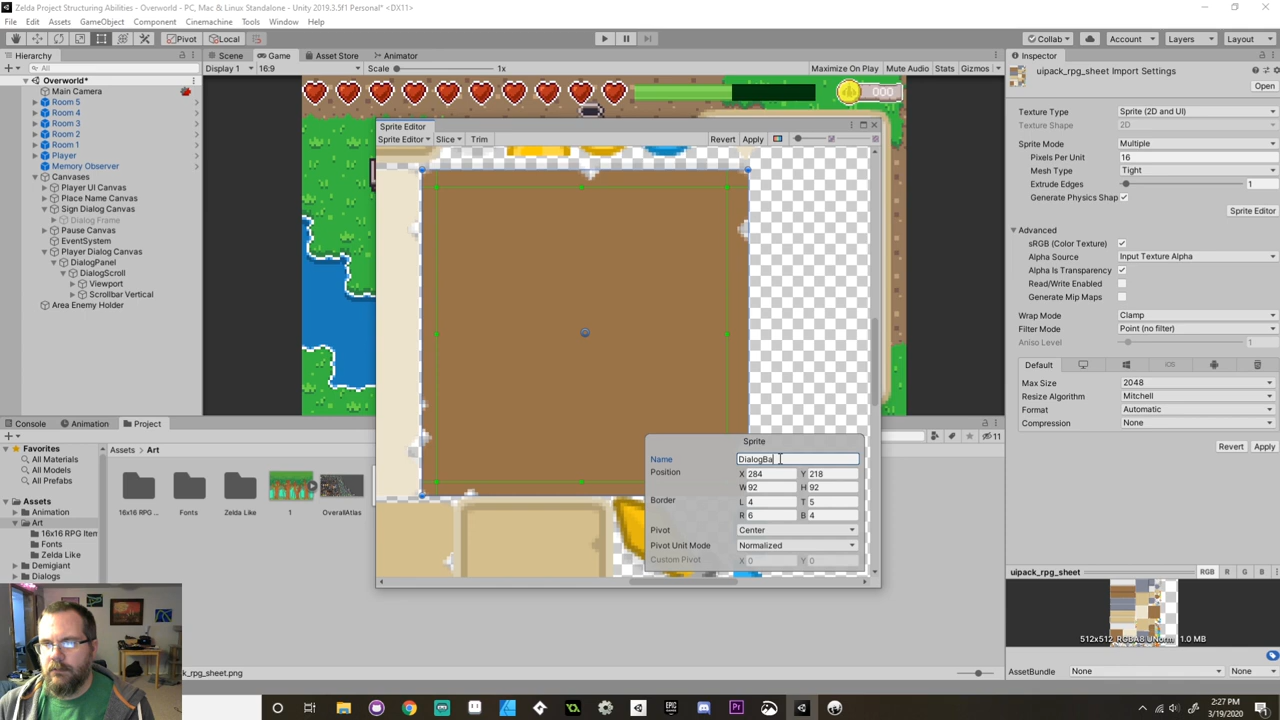 Zelda Project Structuring Abilities - Overworld - PC, Mac & Linux Standalone - Unity 2019.3.5f1 Personal* <DX11>
File Edit Assets GameObject Component Cinemachine Tools Window Help
Pivot Local Collab Account Layers Layout
Hierarchy Scene Game Asset Store Animator Inspector
All Display 1 16:9 Scale 1x Maximize On Play Mute Audio Stats Gizmos
uipack_rpg_sheet Import Settings
Open
Overworld*
Main Camera
Room 5
Room 4
Room 3
Room 2
Room 1
Player
Memory Observer
Canvases
Player UI Canvas
Place Name Canvas
Sign Dialog Canvas
Dialog Frame
Pause Canvas
EventSystem
Player Dialog Canvas
DialogPanel
DialogScroll
Viewport
Scrollbar Vertical
Area Enemy Holder
000
Sprite Editor
Sprite Editor Slice Trim Revert Apply
Sprite
Name DialogBa
Position X 284 Y 218
W 92 H 92
Border L 4 T 5
R 6 B 4
Pivot Center
Pivot Unit Mode Normalized
Custom Pivot X 0 Y 0
Texture Type Sprite (2D and UI)
Texture Shape 2D
Sprite Mode Multiple
Pixels Per Unit 16
Mesh Type Tight
Extrude Edges 1
Generate Physics Shap
Sprite Editor
Advanced
sRGB (Color Texture)
Alpha Source Input Texture Alpha
Alpha Is Transparency
Read/Write Enabled
Generate Mip Maps
Wrap Mode Clamp
Filter Mode Point (no filter)
Aniso Level 1
Default
Max Size 2048
Resize Algorithm Mitchell
Format Automatic
Compression None
Revert Apply
Console Animation Project
11
Favorites
All Materials
All Models
All Prefabs
Assets
Animation
Art
16x16 RPG Iten
Fonts
Zelda Like
Demigiant
Dialogs
Assets > Art
16x16 RPG ... Fonts Zelda Like 1 OverallAtlas
ck_rpg_sheet.png
uipack_rpg_sheet RGB R G B
512x512 RGBA8 UNorm 1.0 MB
AssetBundle None None
2:27 PM
3/19/2020